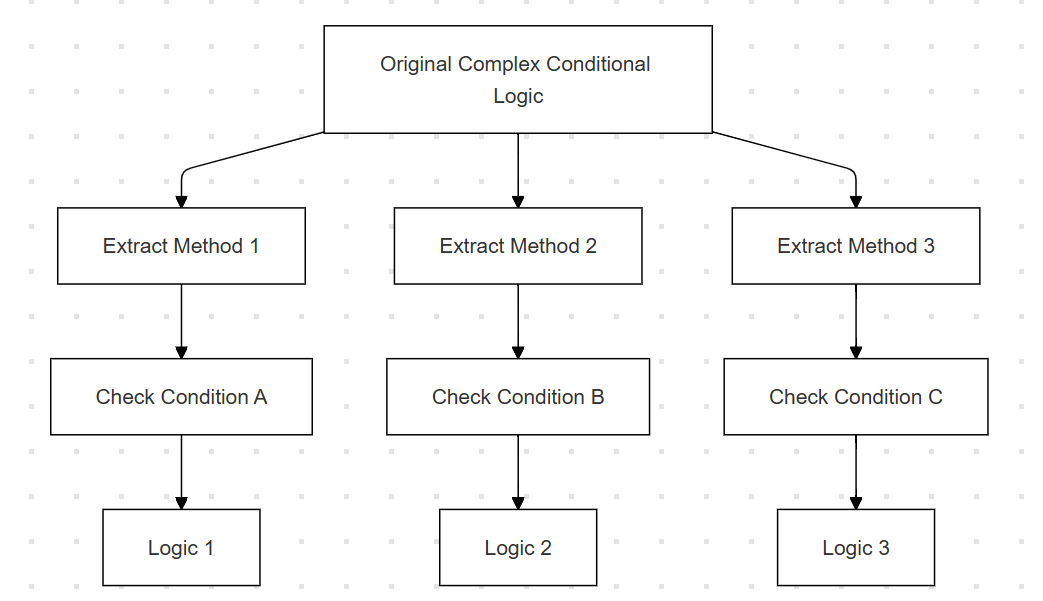 Original Complex Conditional
Logic
Extract Method 1
Extract Method 2
Extract Method 3
Check Condition A
Check Condition B
Check Condition C
Logic 1
Logic 2
Logic 3